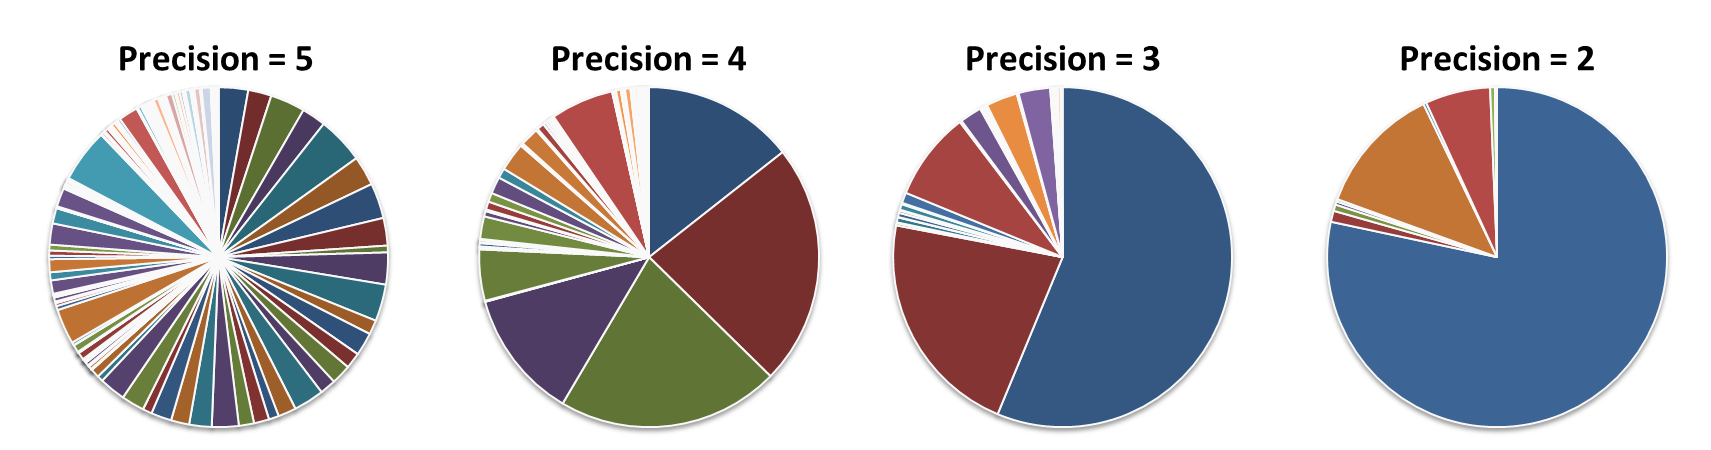 Precision = 5
Precision = 4
Precision = 3
Precision = 2